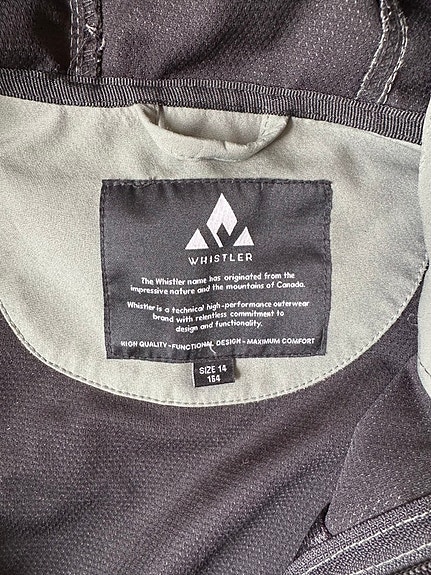 WHISTLER
The Whistler name has originated from the
impressive nature and the mountains of Canada.
Whistler is a technical high-performance outerwear
brand with relentless commitment to
design and functionality.
HIGH QUALITY - FUNCTIONAL DESIGN - MAXIMUM COMFORT
SIZE 14
164